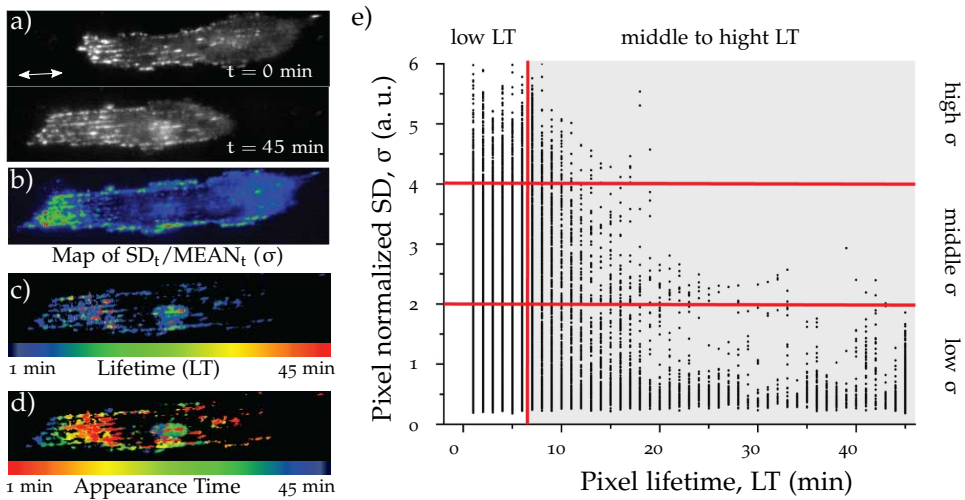 a)
t = 0 min
t = 45 min
b)
Map of SDt/MEANt (σ)
c)
1 min Lifetime (LT) 45 min
d)
1 min Appearance Time 45 min
e)
low LT middle to hight LT
Pixel normalized SD, σ (a. u.)
6
5
4
3
2
1
0
0 10 20 30 40
Pixel lifetime, LT (min)
high σ
middle σ
low σ